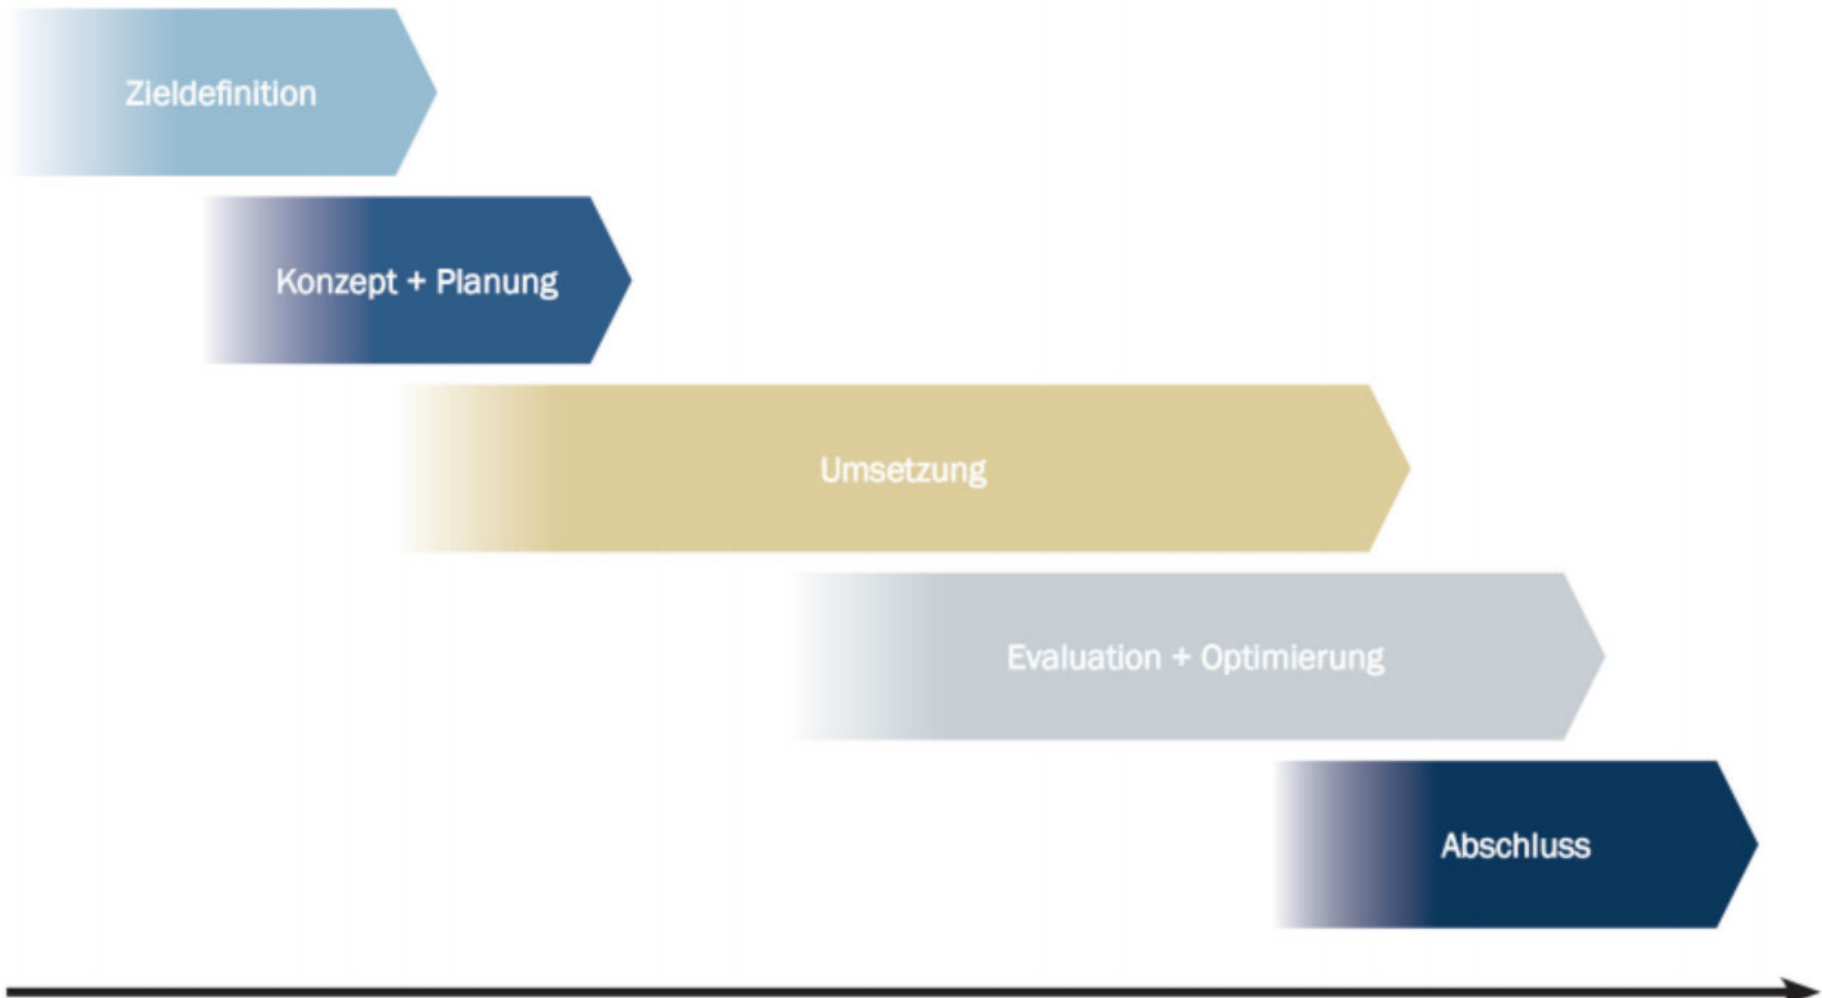 Zieldefinition
Konzept + Planung
Umsetzung
Evaluation + Optimierung
Abschluss